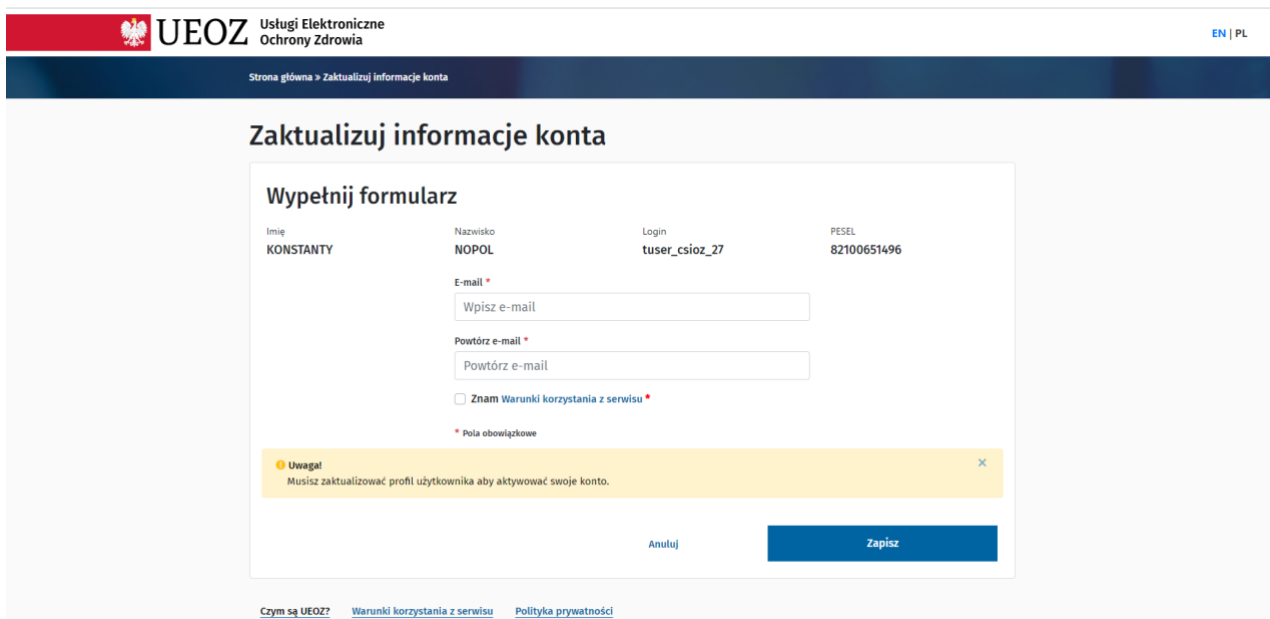 UEOZ Usługi Elektroniczne
Ochrony Zdrowia
EN | PL
Strona główna » Zaktualizuj informacje konta
Zaktualizuj informacje konta
Wypełnij formularz
Imię Nazwisko Login PESEL
KONSTANTY NOPOL tuser_csioz_27 82100651496
E-mail *
Wpisz e-mail
Powtórz e-mail *
Powtórz e-mail
Znam Warunki korzystania z serwisu *
* Pola obowiązkowe
Uwaga!
Musisz zaktualizować profil użytkownika aby aktywować swoje konto.
Anuluj Zapisz
Czym są UEOZ? Warunki korzystania z serwisu Polityka prywatności